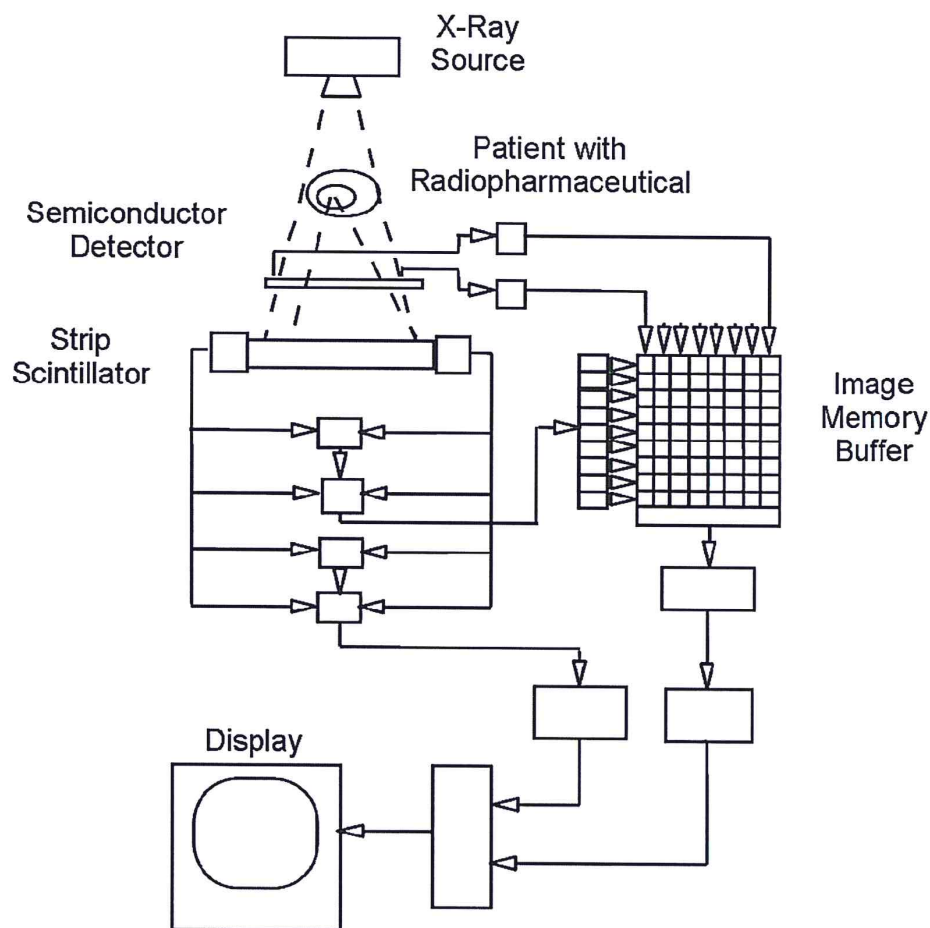 X-Ray
Source
Patient with
Radiopharmaceutical
Semiconductor
Detector
Strip
Scintillator
Image
Memory
Buffer
Display